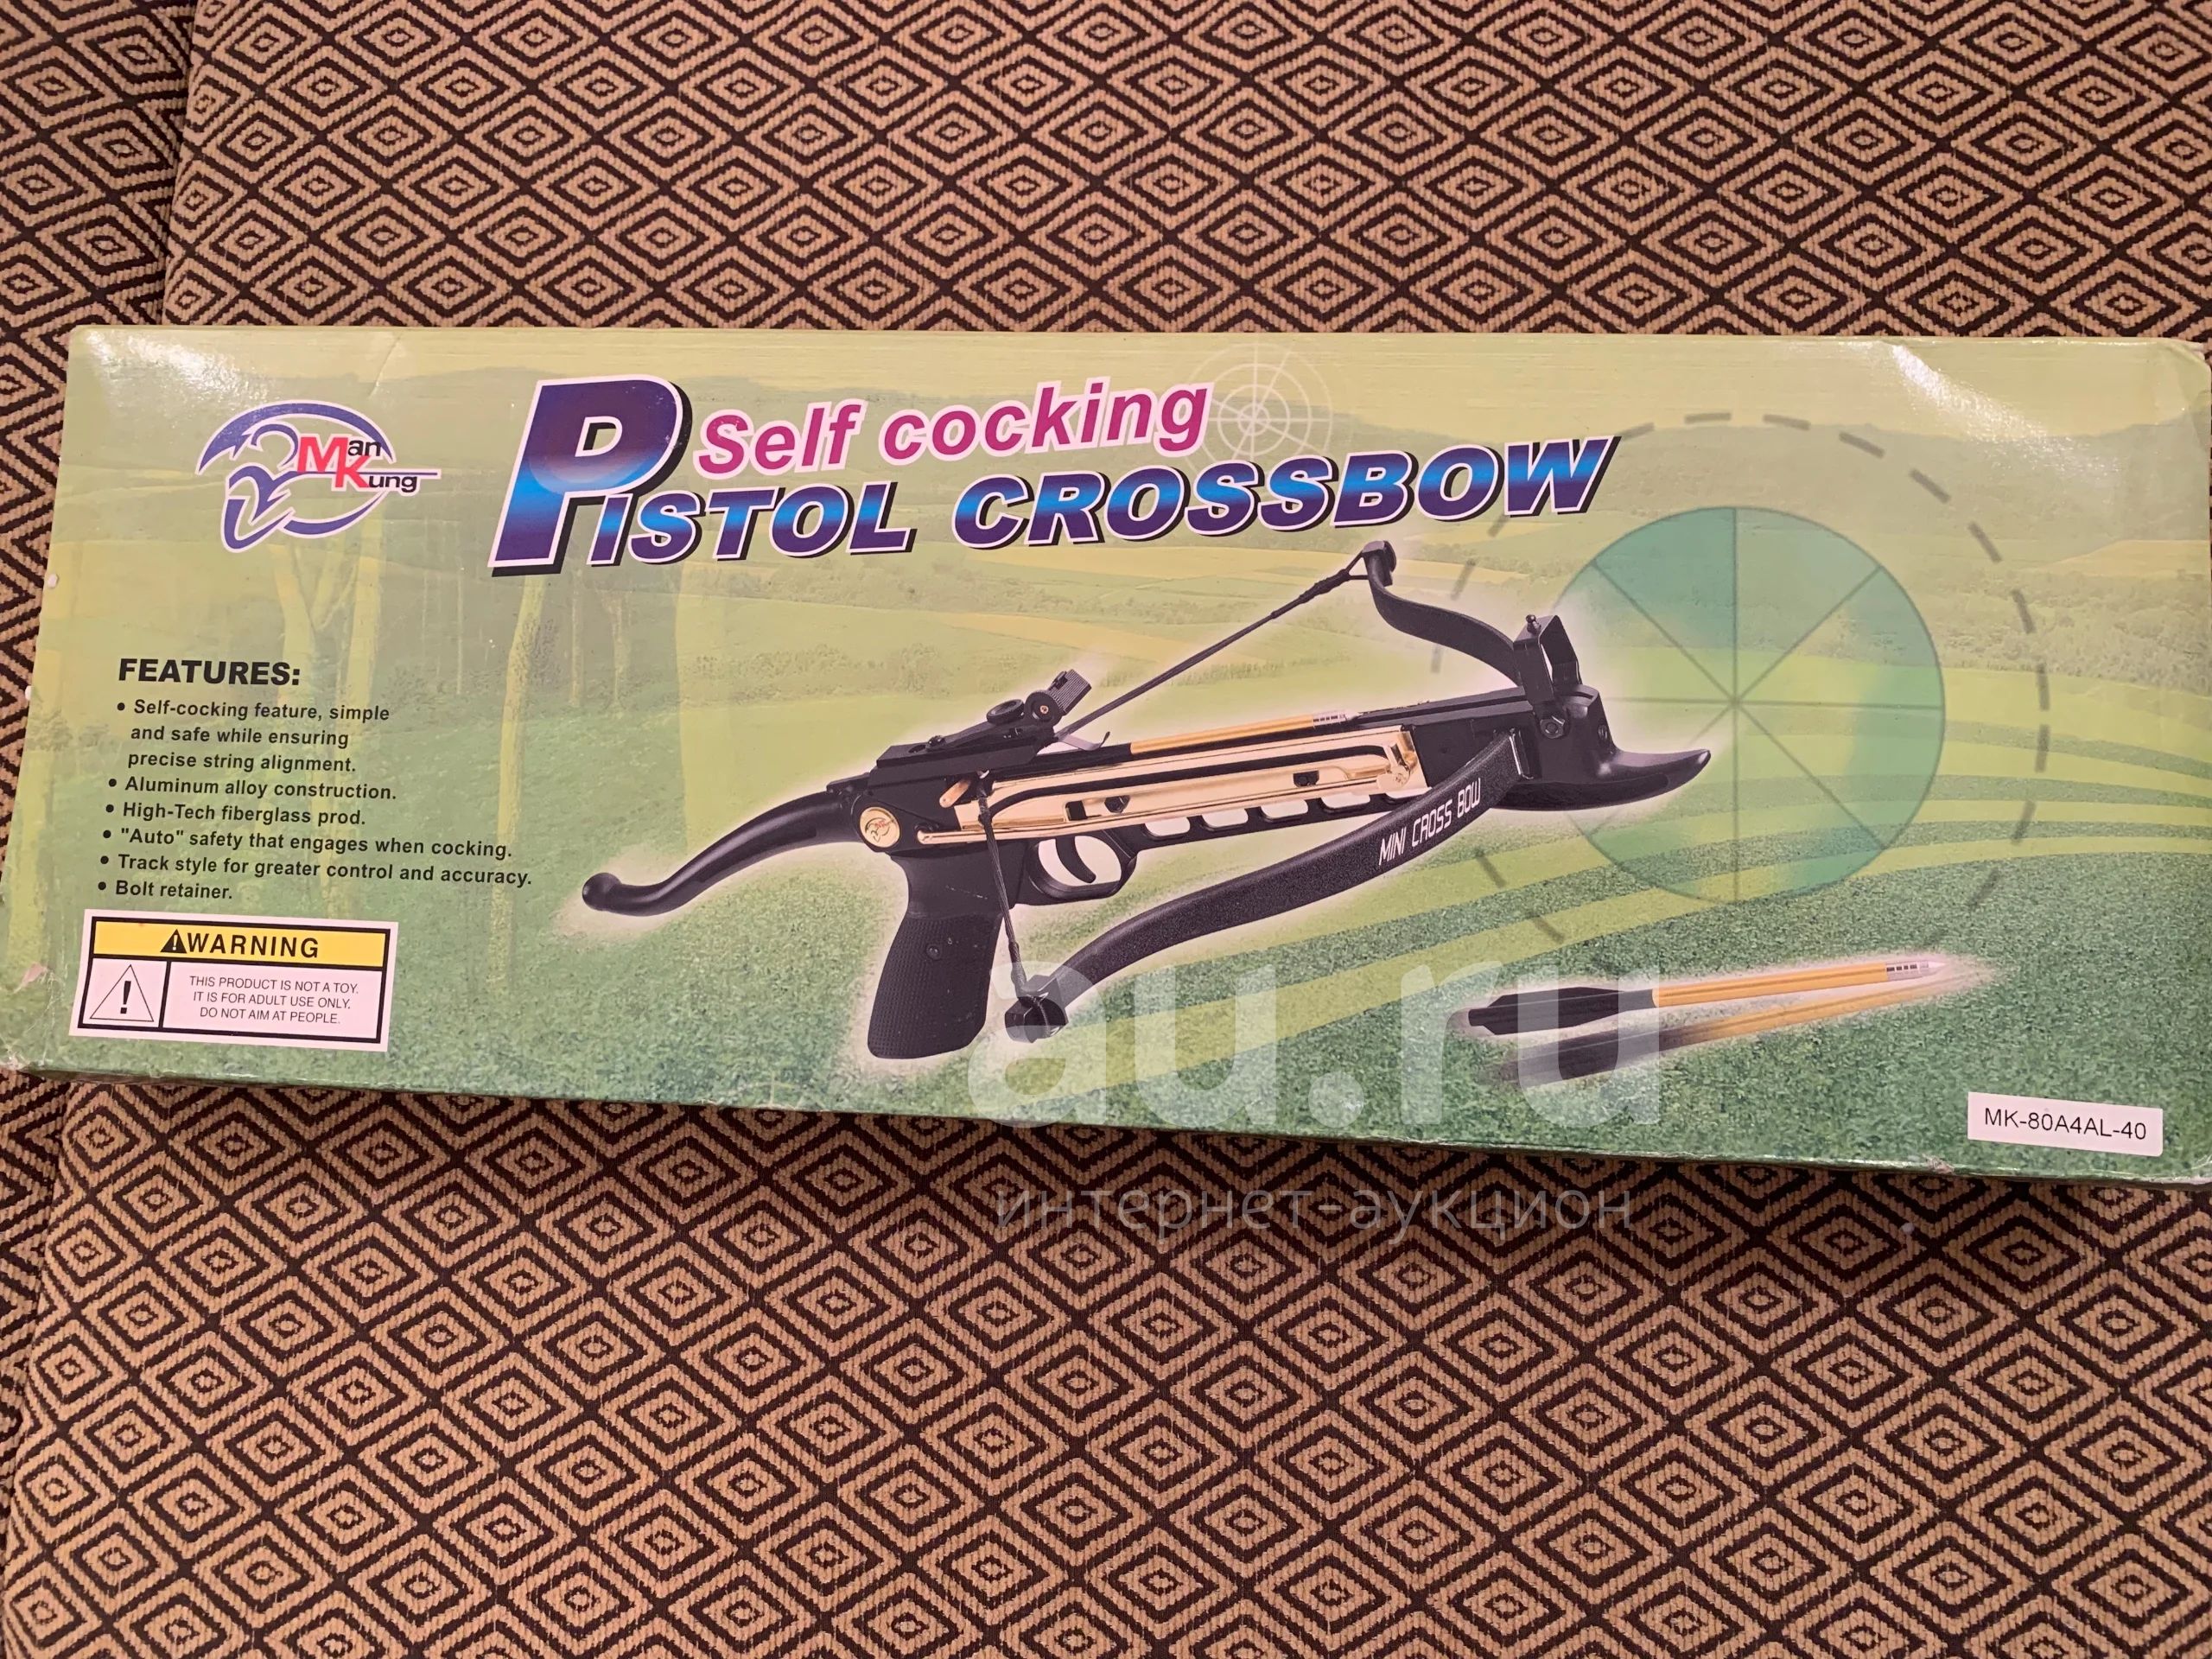 Man Kung
Self cocking
PISTOL CROSSBOW
FEATURES:
• Self-cocking feature, simple
and safe while ensuring
precise string alignment.
• Aluminum alloy construction.
• High-Tech fiberglass prod.
• "Auto" safety that engages when cocking.
• Track style for greater control and accuracy.
• Bolt retainer.
WARNING
THIS PRODUCT IS NOT A TOY.
IT IS FOR ADULT USE ONLY.
DO NOT AIM AT PEOPLE.
MINI CROSS BOW
MK-80A4AL-40
au.ru
интернет-аукцион